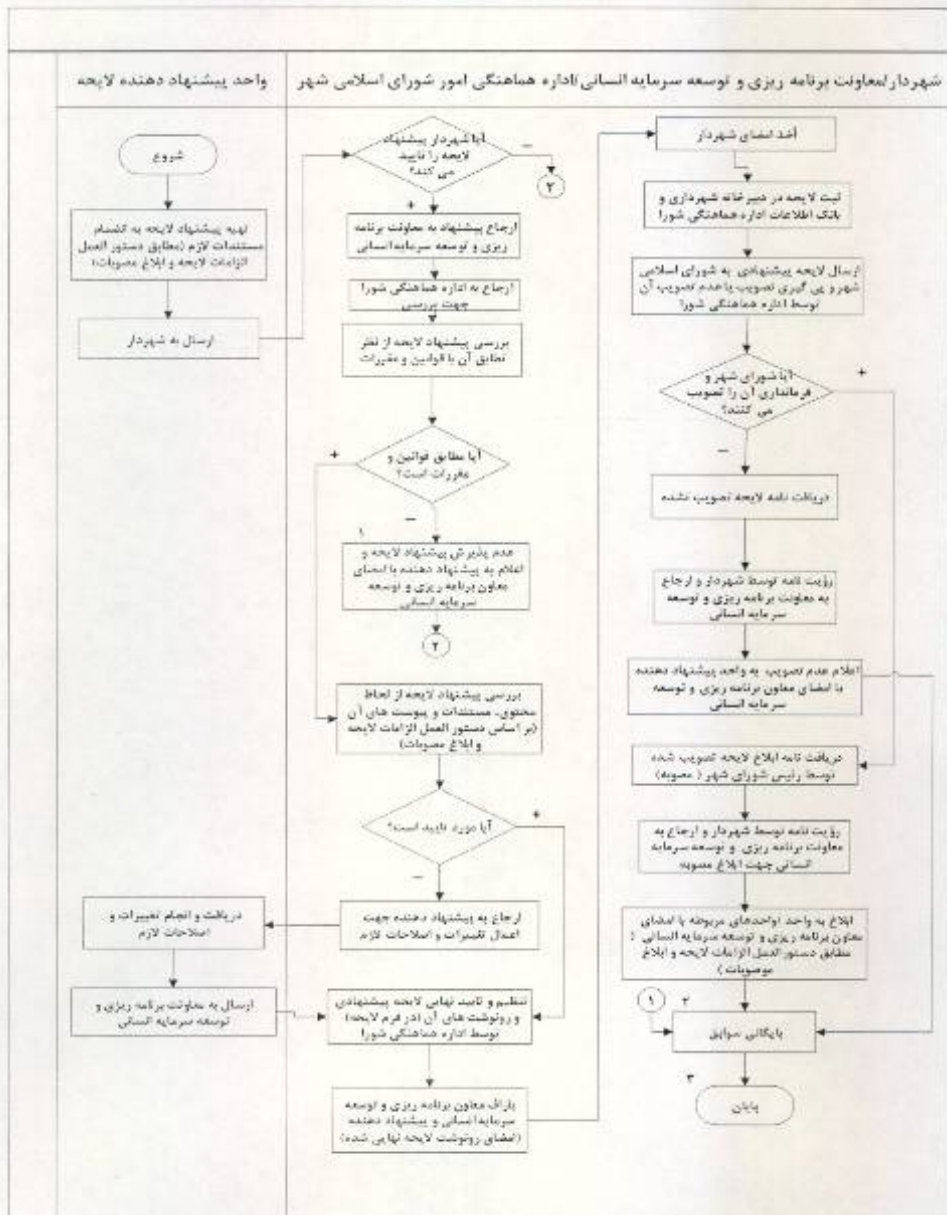 واحد پیشنهاد دهنده لایحه
شهردار/معاونت برنامه ریزی و توسعه سرمایه انسانی/اداره هماهنگی امور شورای اسلامی شهر
شروع
تهیه پیشنهاد لایحه به انضمام
مستندات لازم (مطابق دستور العمل
الزامات لایحه و ابلاغ مصوبات)
ارسال به شهردار
آیا شهردار پیشنهاد
لایحه را تایید
می کند؟
–
۳
+
ارجاع پیشنهاد به معاونت برنامه
ریزی و توسعه سرمایه انسانی
ارجاع به اداره هماهنگی شورا
جهت بررسی
بررسی پیشنهاد لایحه از نظر
تطابق آن با قوانین و مقررات
آیا مطابق قوانین و
مقررات است؟
+
–
۱
عدم پذیرش پیشنهاد لایحه و
اعلام به پیشنهاد دهنده با امضای
معاون برنامه ریزی و توسعه
سرمایه انسانی
۲
بررسی پیشنهاد لایحه از لحاظ
محتوی، مستندات و پیوست های آن
(بر اساس دستور العمل الزامات لایحه
و ابلاغ مصوبات)
آیا مورد تایید است؟
+
–
ارجاع به پیشنهاد دهنده جهت
اعمال تغییرات و اصلاحات لازم
دریافت و انجام تغییرات و
اصلاحات لازم
ارسال به معاونت برنامه ریزی و
توسعه سرمایه انسانی
تنظیم و تایید نهایی لایحه پیشنهادی
و رونوشت های آن (در فرم لایحه)
توسط اداره هماهنگی شورا
پاراف معاون برنامه ریزی و توسعه
سرمایه انسانی و پیشنهاد دهنده
(امضای رونوشت لایحه نهایی شده)
أخذ امضای شهردار
ثبت لایحه در دبیرخانه شهرداری و
بانک اطلاعات اداره هماهنگی شورا
ارسال لایحه پیشنهادی به شورای اسلامی
شهر و پی گیری تصویب یا عدم تصویب آن
توسط اداره هماهنگی شورا
آیا شورای شهر و
فرمانداری آن را تصویب
می کنند؟
+
–
دریافت نامه لایحه تصویب نشده
رؤیت نامه توسط شهردار و ارجاع
به معاونت برنامه ریزی و توسعه
سرمایه انسانی
اعلام عدم تصویب به واحد پیشنهاد دهنده
با امضای معاون برنامه ریزی و توسعه
سرمایه انسانی
دریافت نامه ابلاغ لایحه تصویب شده
توسط رئیس شورای شهر ( مصوبه)
رؤیت نامه توسط شهردار و ارجاع به
معاونت برنامه ریزی و توسعه سرمایه
انسانی جهت ابلاغ مصوبه
ابلاغ به واحد /واحدهای مربوطه با امضای
معاون برنامه ریزی و توسعه سرمایه انسانی (
مطابق دستور العمل الزامات لایحه و ابلاغ
موصوبات )
۱
۲
بایگانی سوابق
۳
پایان